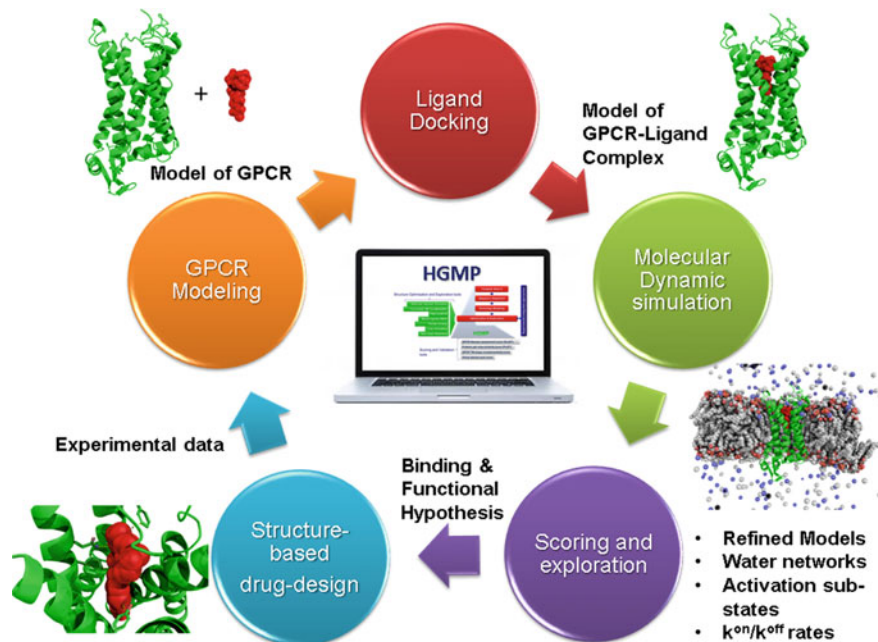 Ligand
Docking
+
Model of
GPCR-Ligand
Complex
Model of GPCR
GPCR
Modeling
HGMP
Molecular
Dynamic
simulation
Experimental data
Binding &
Functional
Hypothesis
Structure-
based
drug-design
Scoring and
exploration
• Refined Models
• Water networks
• Activation sub-
states
• kᵒⁿ/kᵒᶠᶠ rates